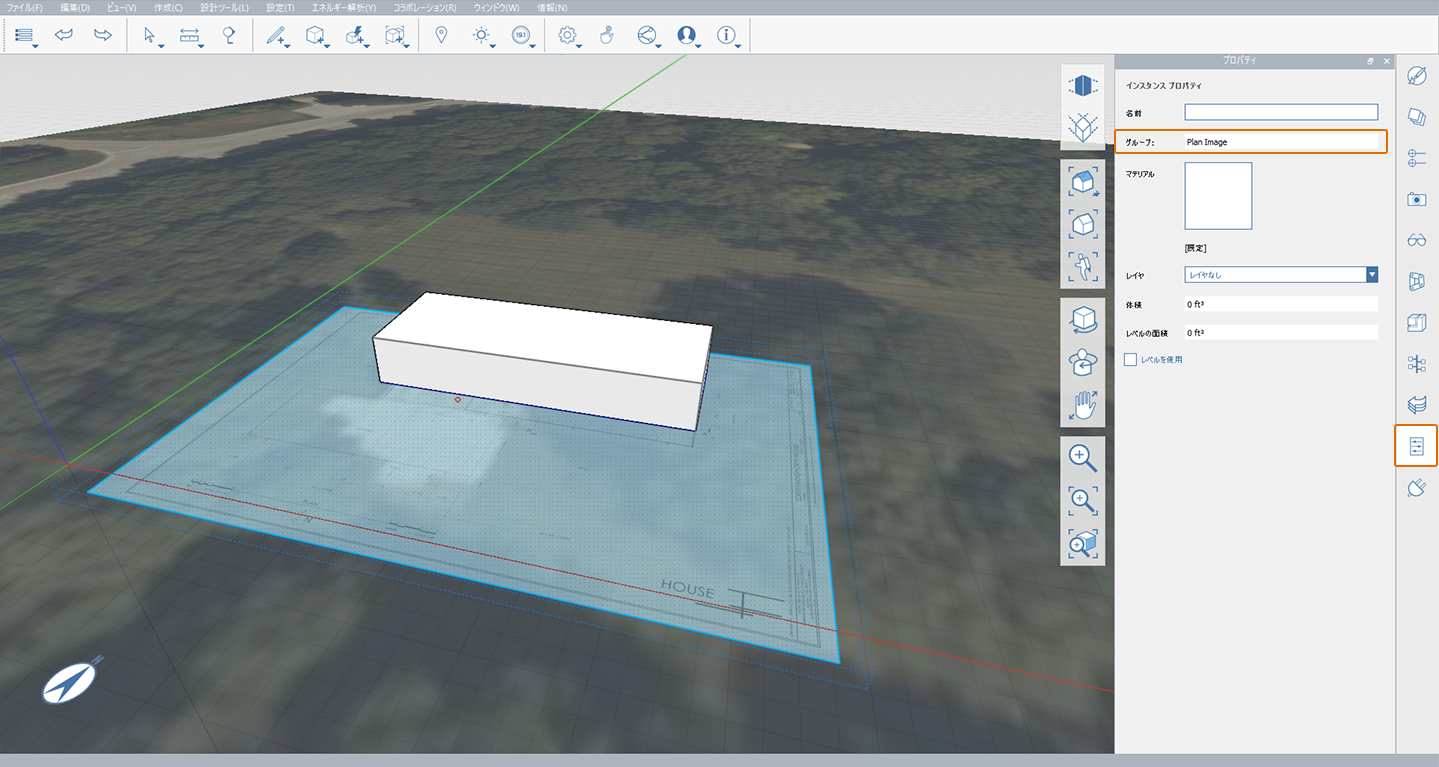 ファイル(F) 編集(D) ビュー(V) 作成(C) 設計ツール(L) 設定(T) エネルギー解析(Y) コラボレーション(R) ウィンドウ(W) 情報(N)
193
プロパティ
インスタンス プロパティ
名前
グループ: Plan Image
マテリアル
[既定]
レイヤ レイヤなし
体積 0 ft³
レベルの面積 0 ft²
レベルを使用
PLAN
HOUSE
N